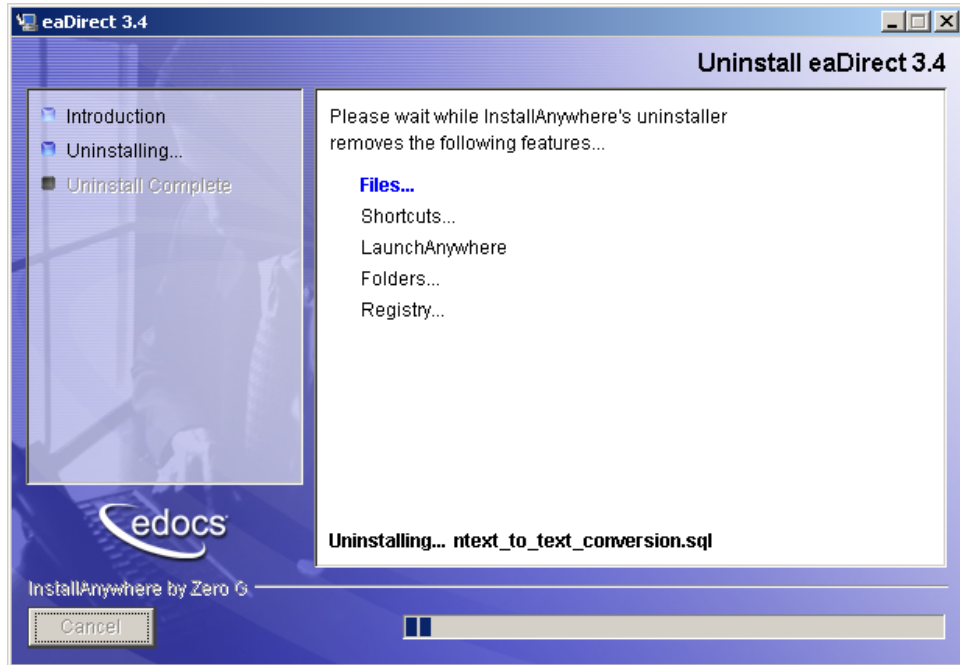 eaDirect 3.4
Uninstall eaDirect 3.4
Introduction
Uninstalling...
Uninstall Complete
Please wait while InstallAnywhere's uninstaller
removes the following features...
Files...
Shortcuts...
LaunchAnywhere
Folders...
Registry...
edocs
Uninstalling... ntext_to_text_conversion.sql
InstallAnywhere by Zero G
Cancel